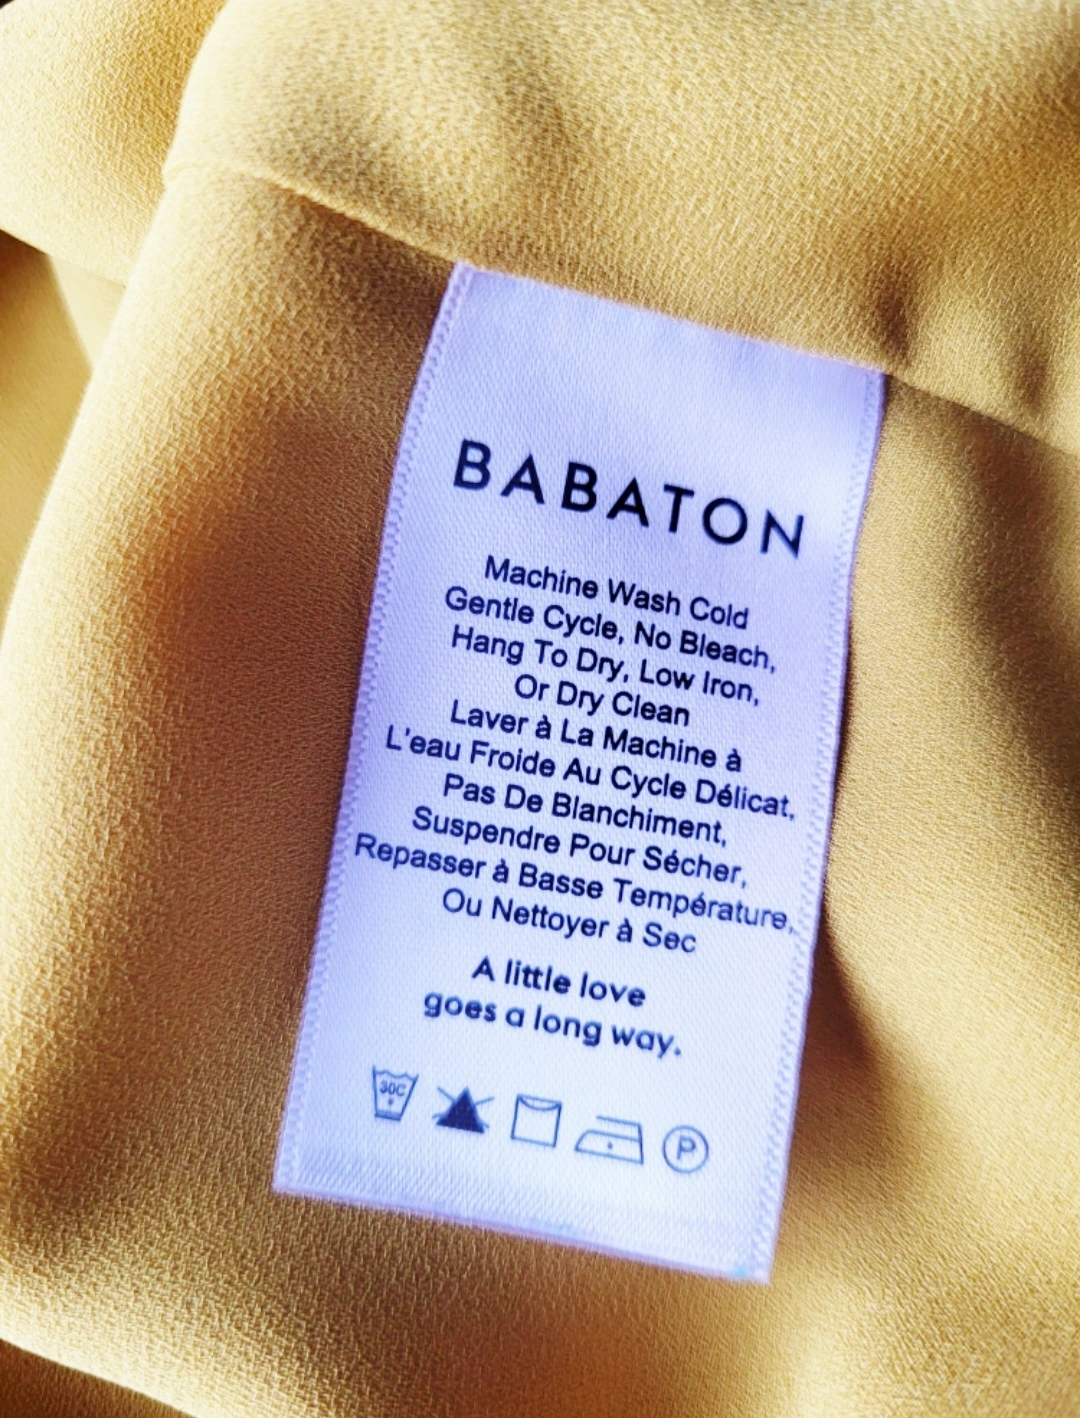 BABATON
Machine Wash Cold
Gentle Cycle, No Bleach,
Hang To Dry, Low Iron,
Or Dry Clean
Laver à La Machine à
L'eau Froide Au Cycle Délicat,
Pas De Blanchiment,
Suspendre Pour Sécher,
Repasser à Basse Température,
Ou Nettoyer à Sec
A little love
goes a long way.
30C P